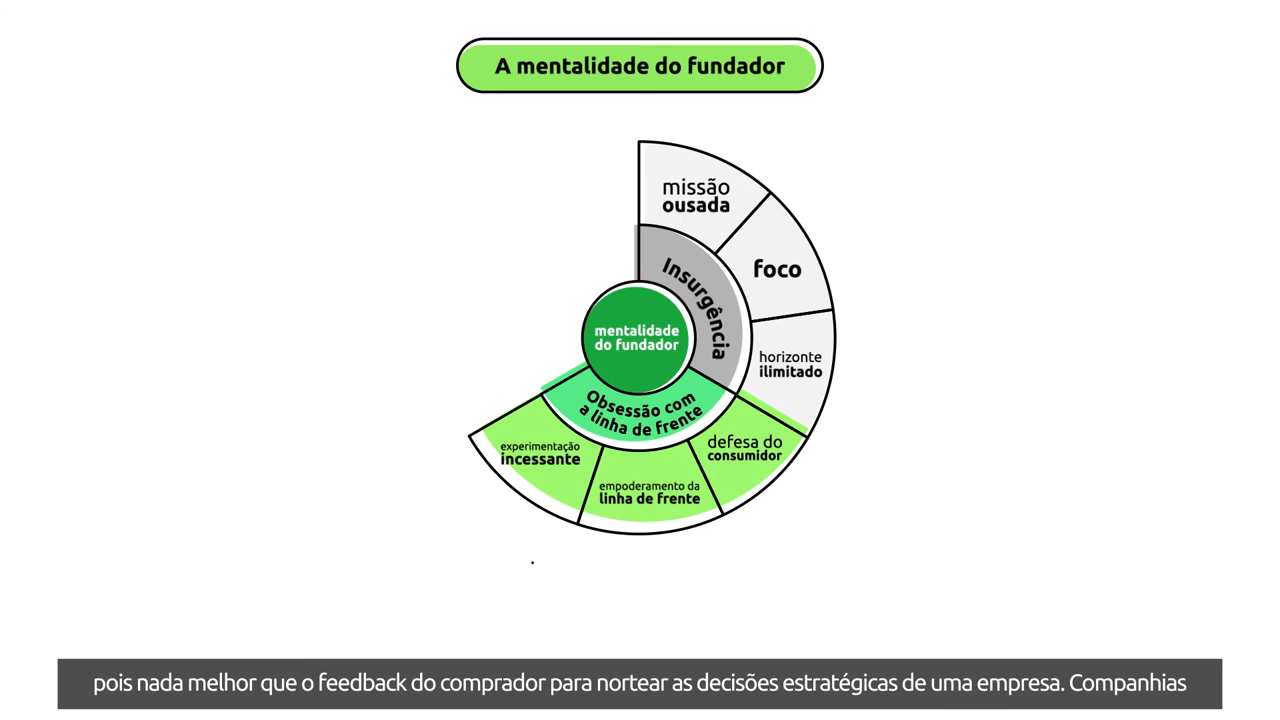 A mentalidade do fundador
missão
ousada
foco
horizonte
ilimitado
Insurgência
mentalidade
do fundador
Obsessão com
a linha de frente
defesa do
consumidor
empoderamento da
linha de frente
experimentação
incessante
pois nada melhor que o feedback do comprador para nortear as decisões estratégicas de uma empresa. Companhias